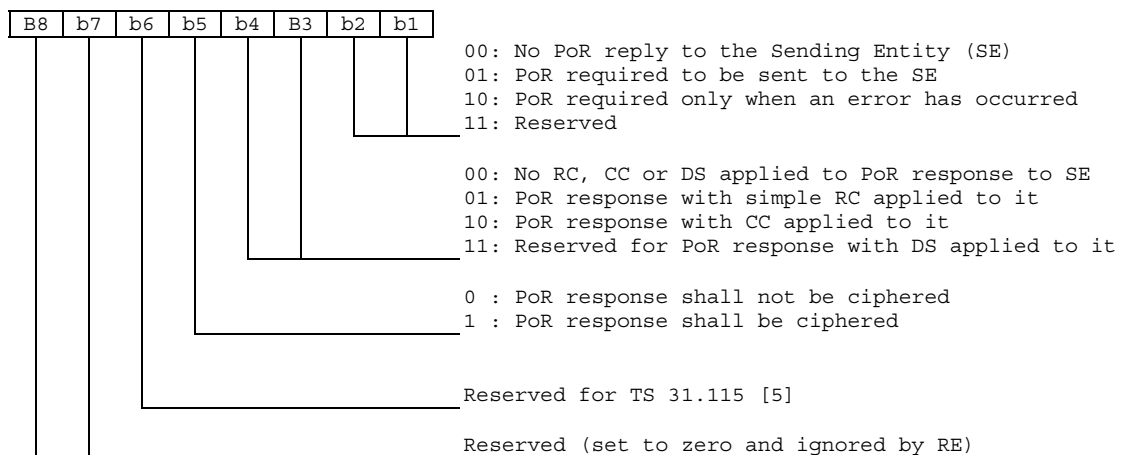 B8 b7 b6 b5 b4 B3 b2 b1
00: No PoR reply to the Sending Entity (SE)
01: PoR required to be sent to the SE
10: PoR required only when an error has occurred
11: Reserved
00: No RC, CC or DS applied to PoR response to SE
01: PoR response with simple RC applied to it
10: PoR response with CC applied to it
11: Reserved for PoR response with DS applied to it
0 : PoR response shall not be ciphered
1 : PoR response shall be ciphered
Reserved for TS 31.115 [5]
Reserved (set to zero and ignored by RE)